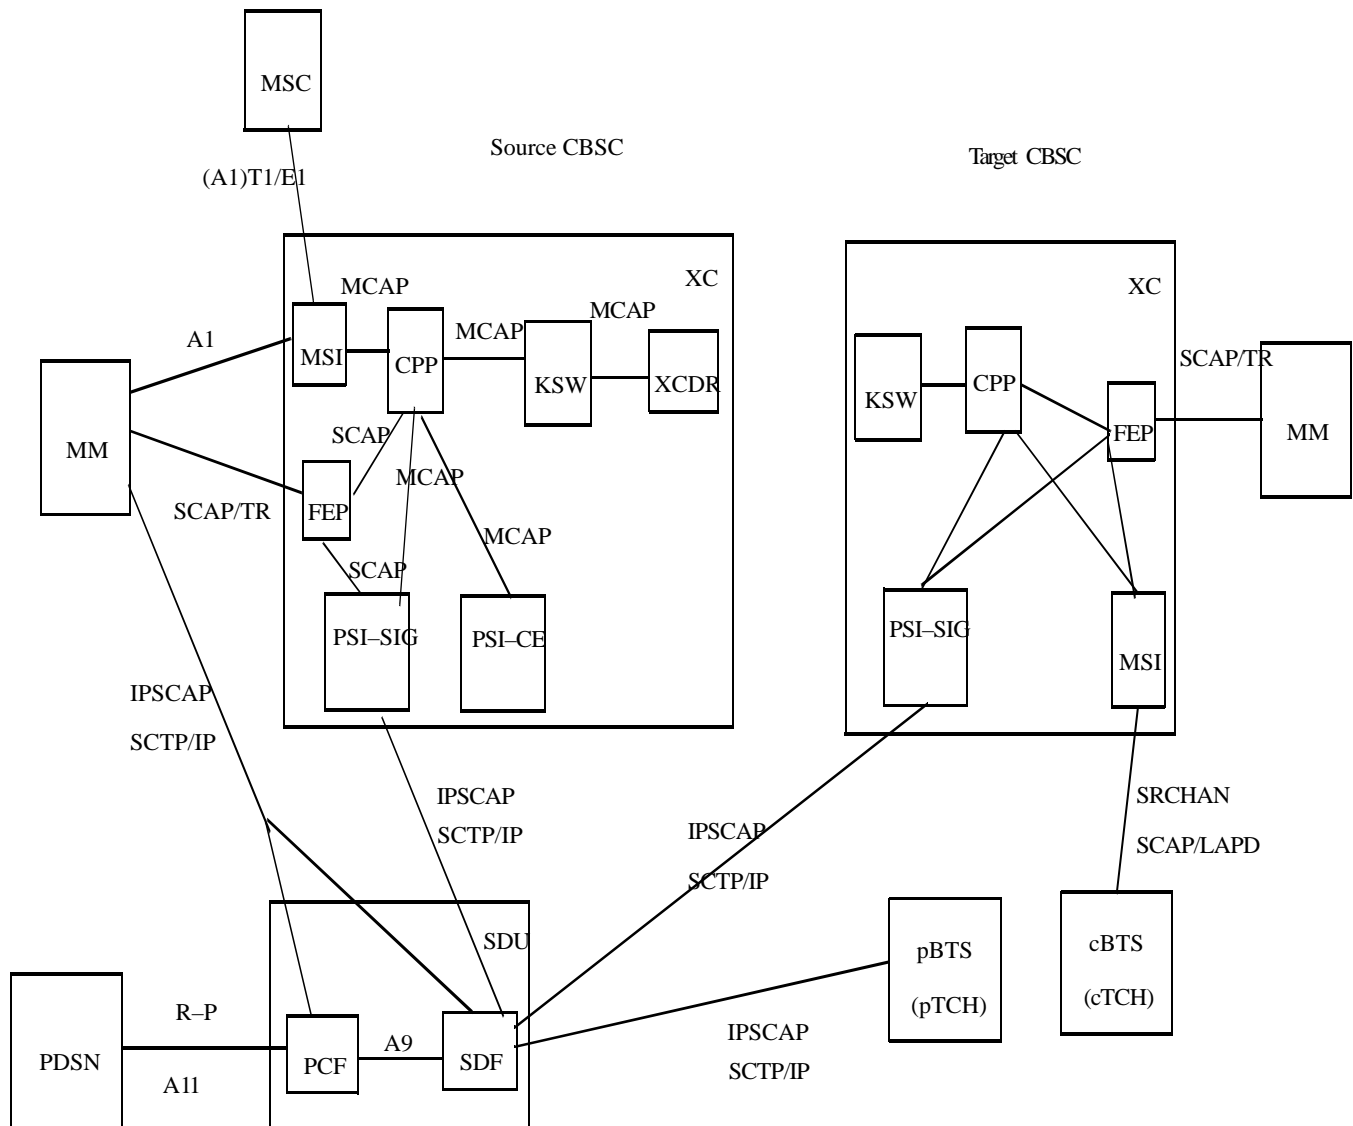 MSC
Source CBSC
Target CBSC
(A1)T1/E1
XC
XC
MCAP
MCAP
MCAP
A1
MSI
CPP
KSW
XCDR
KSW
CPP
SCAP/TR
FEP
MM
MM
SCAP
MCAP
SCAP/TR
FEP
MCAP
SCAP
PSI–SIG
PSI–CE
PSI–SIG
MSI
IPSCAP
SCTP/IP
IPSCAP
SCTP/IP
IPSCAP
SCTP/IP
SRCHAN
SCAP/LAPD
SDU
pBTS
(pTCH)
cBTS
(cTCH)
R–P
A11
PDSN
PCF
A9
SDF
IPSCAP
SCTP/IP